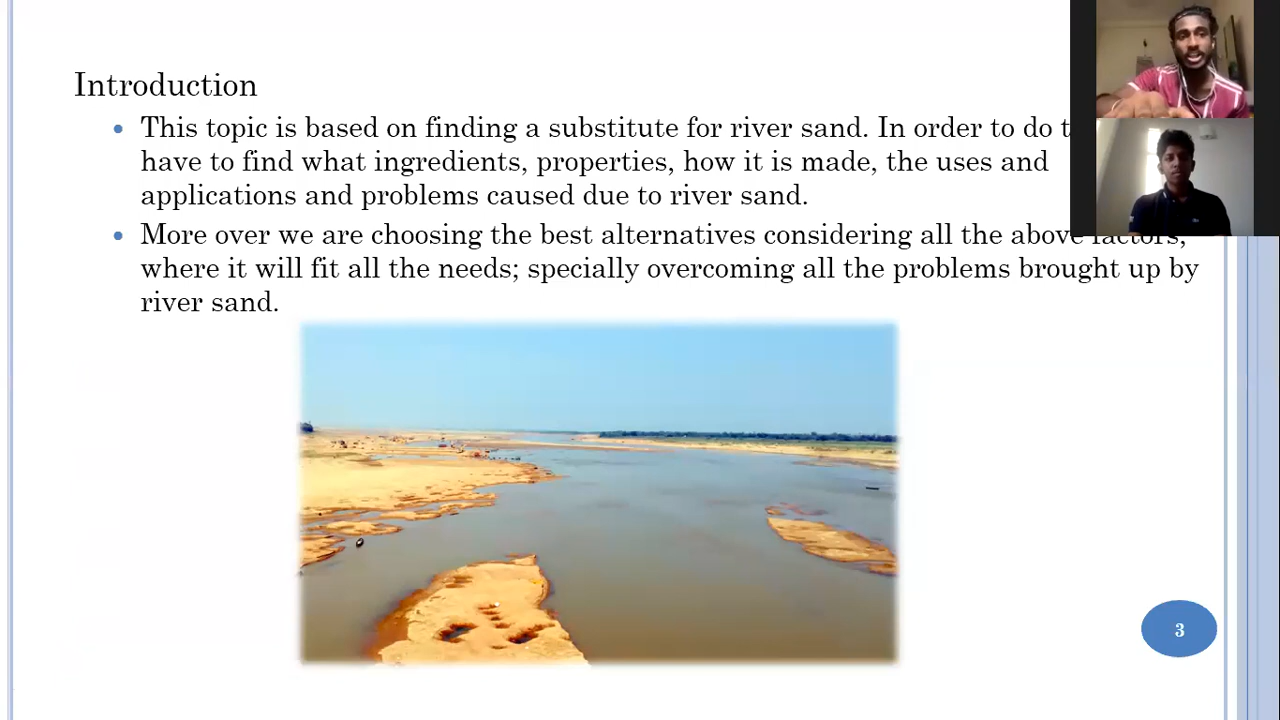 Introduction
This topic is based on finding a substitute for river sand. In order to do
have to find what ingredients, properties, how it is made, the uses and
applications and problems caused due to river sand.
More over we are choosing the best alternatives considering all the above factors,
where it will fit all the needs; specially overcoming all the problems brought up by
river sand.
3